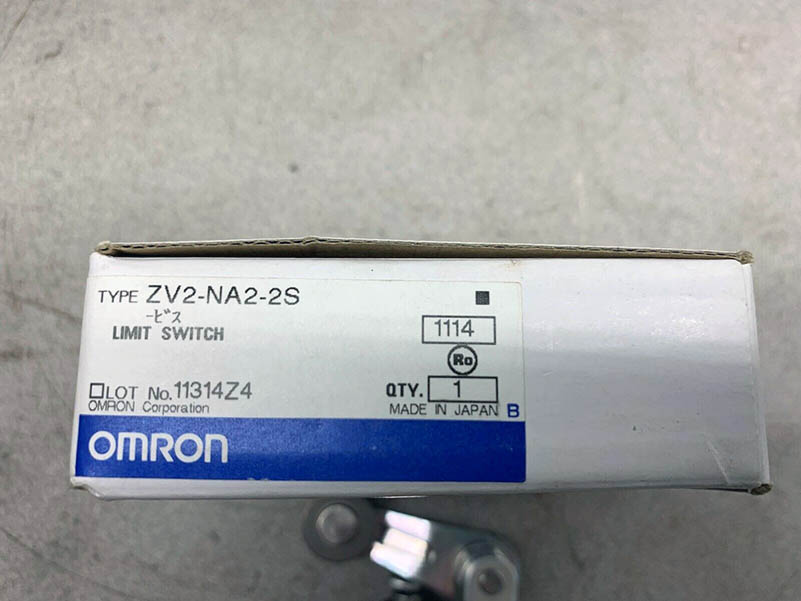 TYPE ZV2-NA2-2S
-ビス
LIMIT SWITCH
1114
Ro
LOT No. 11314Z4
QTY. 1
OMRON Corporation
MADE IN JAPAN B
OMRON